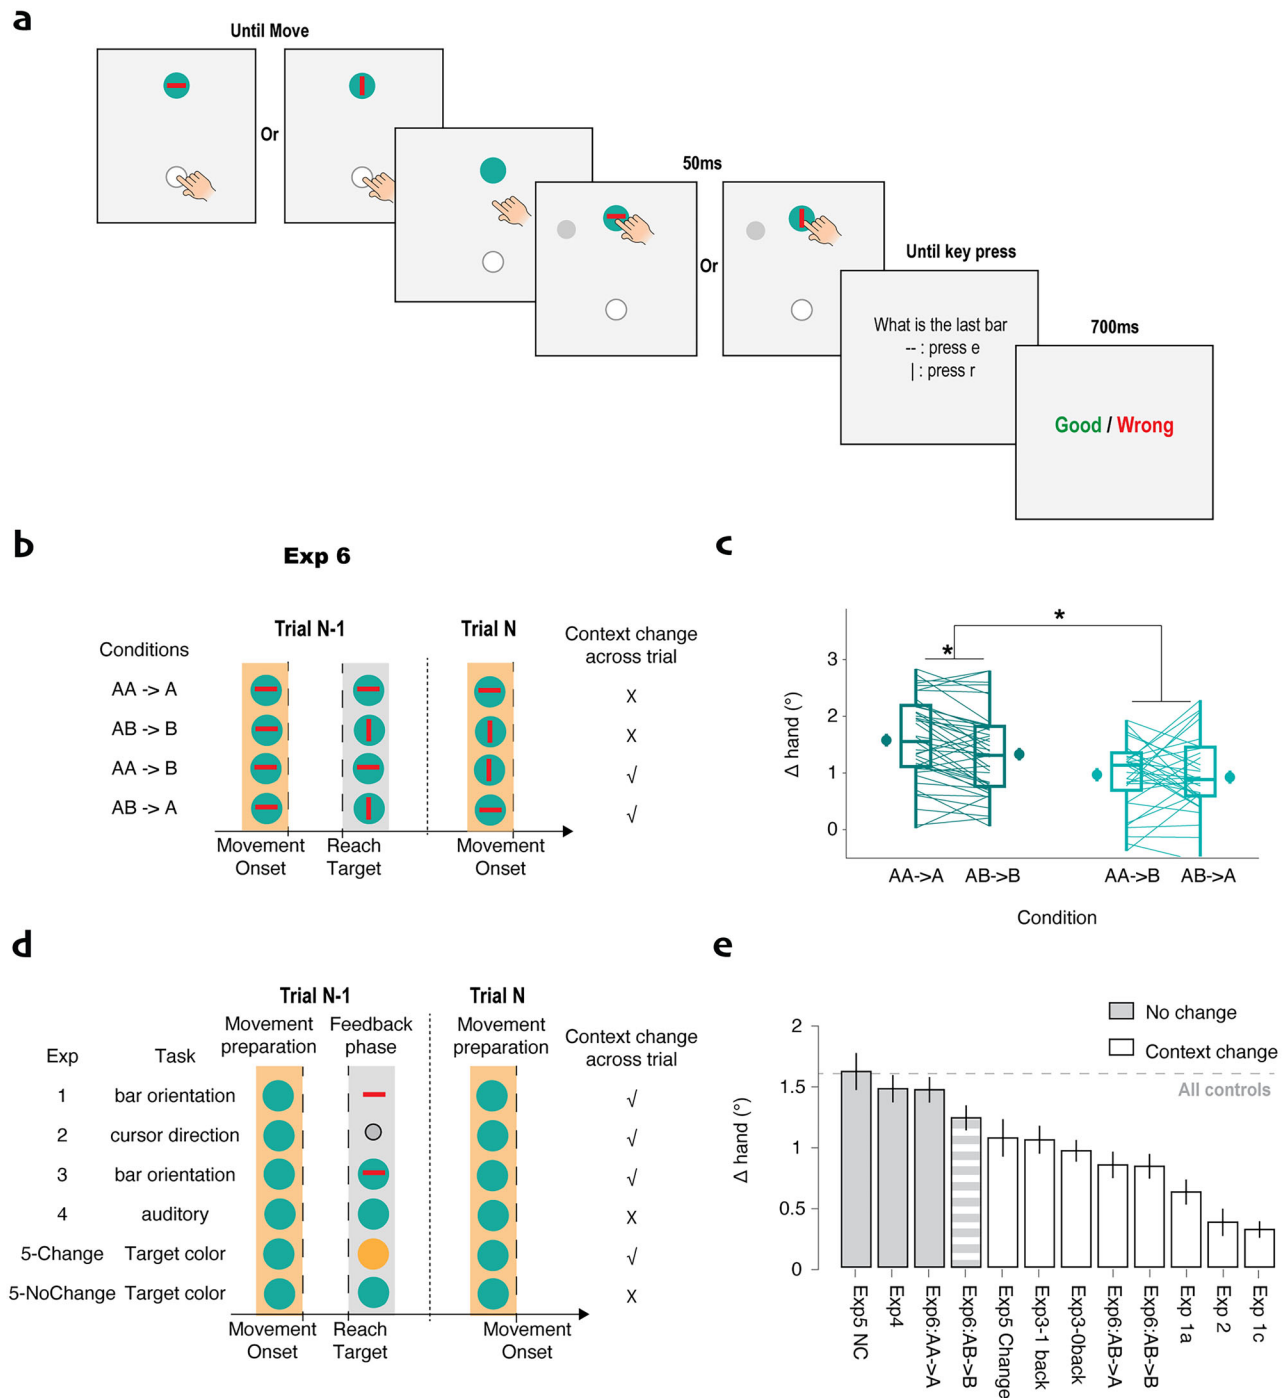 a
Until Move
Or
50ms
Or
Until key press
What is the last bar
-- : press e
| : press r
700ms
Good / Wrong
b
Exp 6
Trial N-1
Trial N
Conditions
Context change
across trial
AA -> A
X
AB -> B
X
AA -> B
√
AB -> A
√
Movement
Onset
Reach
Target
Movement
Onset
c
Δ hand (°)
3
2
1
0
*
*
AA->A
AB->B
AA->B
AB->A
Condition
d
Trial N-1
Trial N
Movement
preparation
Feedback
phase
Movement
preparation
Context change
across trial
Exp
Task
1
bar orientation
√
2
cursor direction
√
3
bar orientation
√
4
auditory
X
5-Change
Target color
√
5-NoChange
Target color
X
Movement
Onset
Reach
Target
Movement
Onset
e
No change
Context change
All controls
Δ hand (°)
2
1.5
1
0.5
0
Exp5 NC
Exp4
Exp6:AA->A
Exp6:AB->B
Exp5 Change
Exp3-1 back
Exp3-0back
Exp6:AB->A
Exp6:AB->B
Exp 1a
Exp 2
Exp 1c